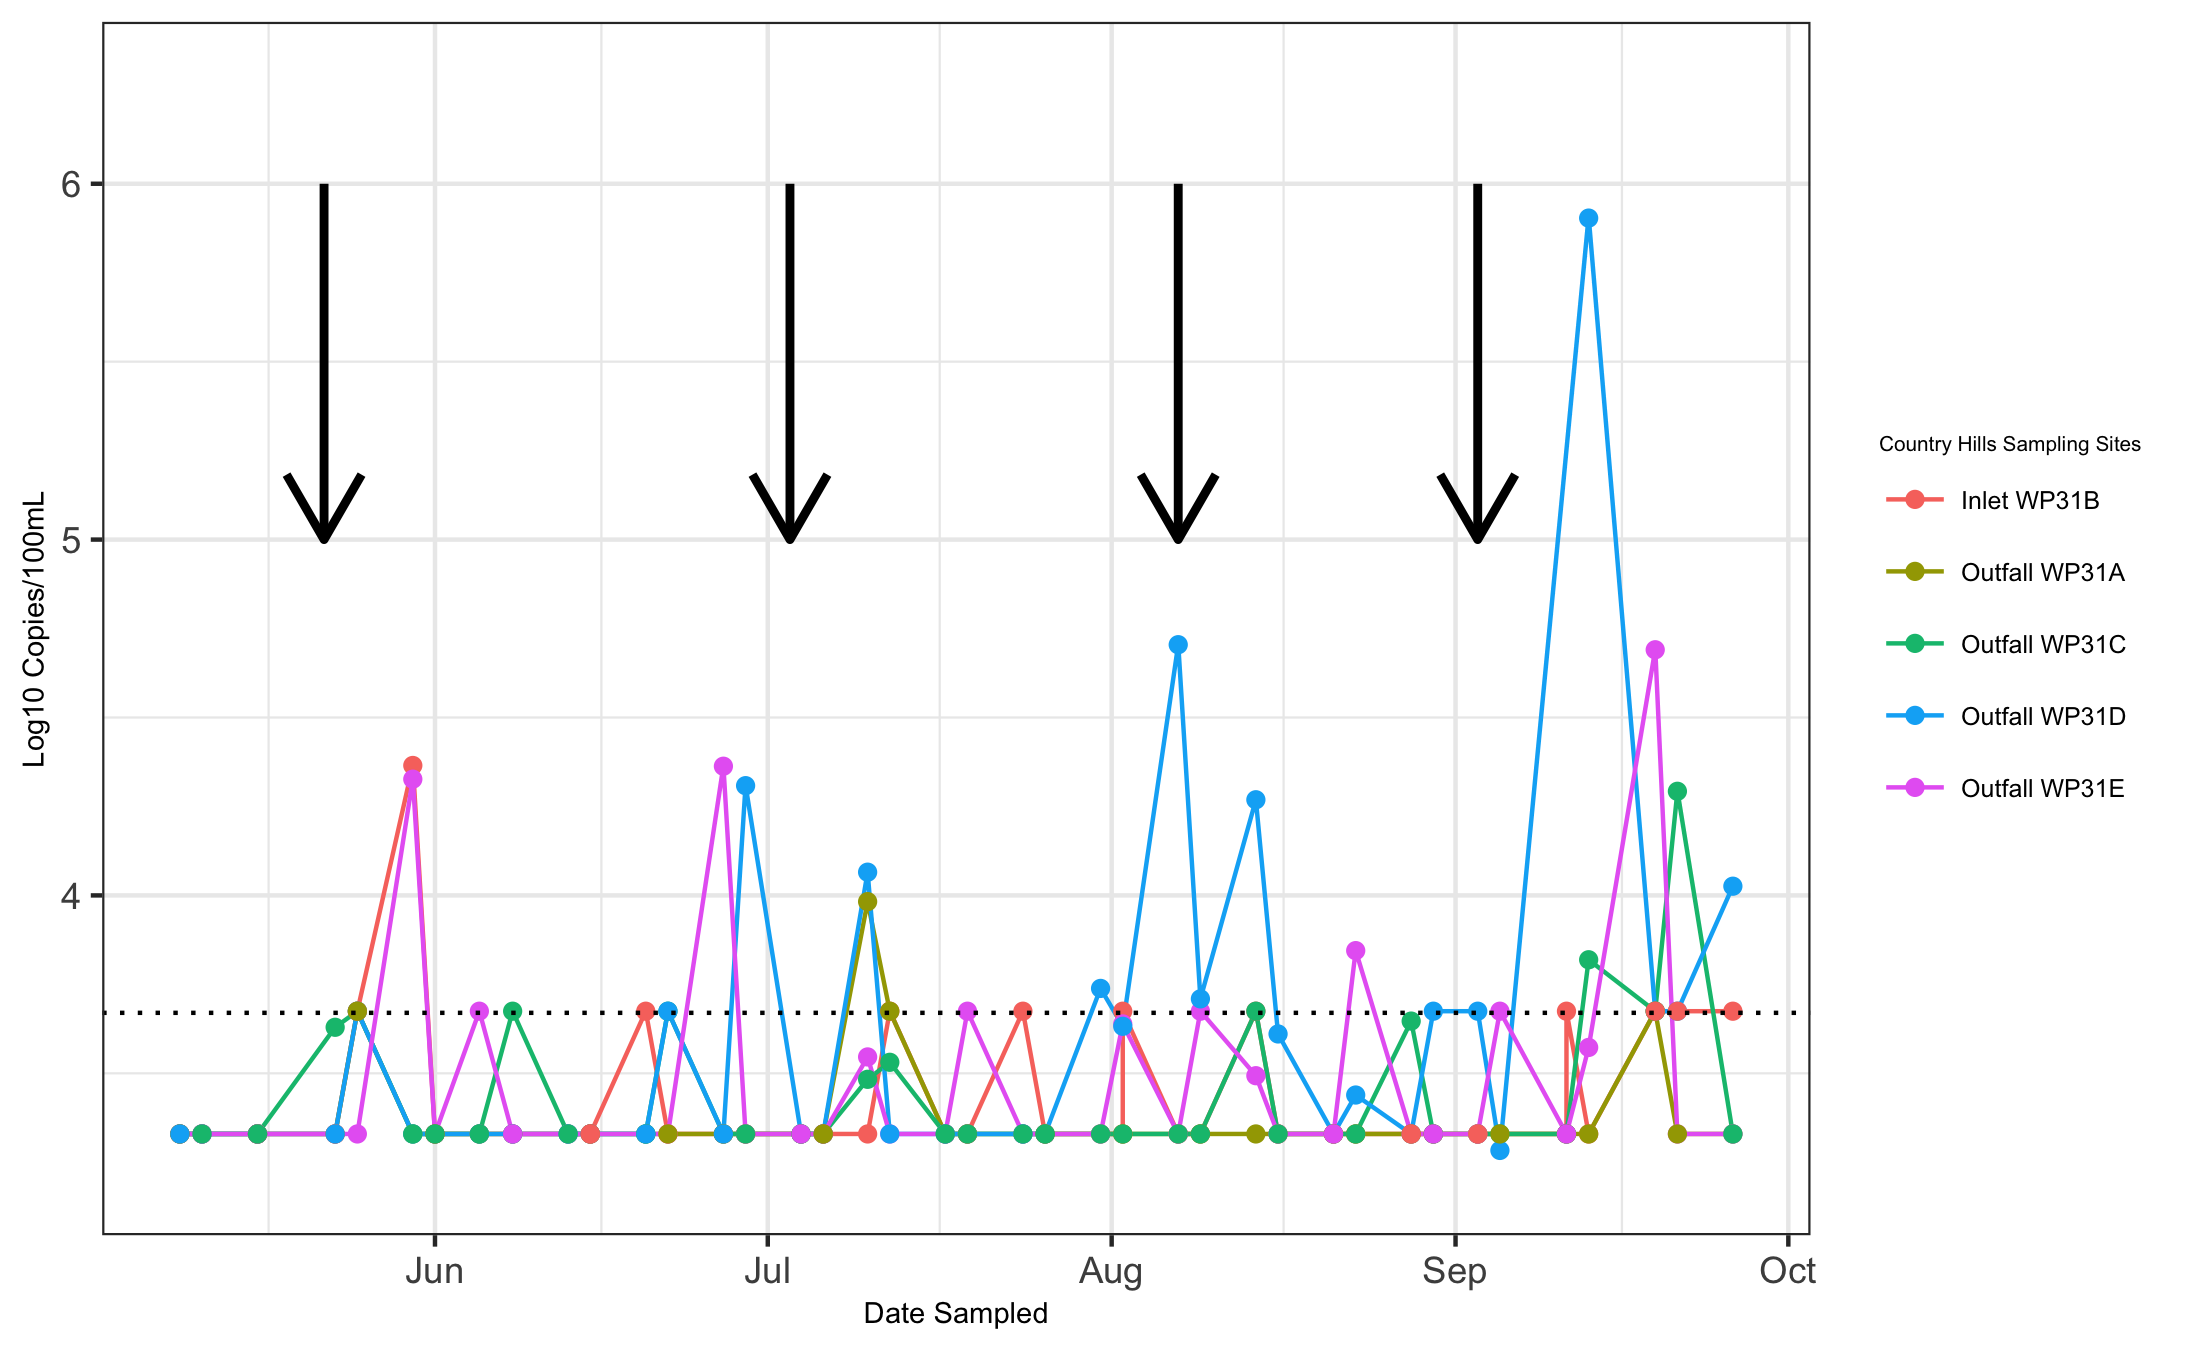 6
5
4
Log10 Copies/100mL
Jun
Jul
Aug
Sep
Oct
Date Sampled
Country Hills Sampling Sites
Inlet WP31B
Outfall WP31A
Outfall WP31C
Outfall WP31D
Outfall WP31E